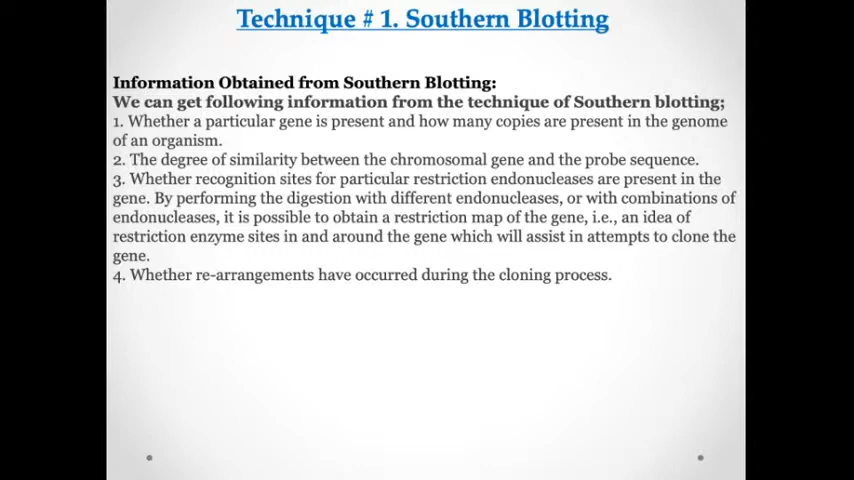 Technique # 1. Southern Blotting
Information Obtained from Southern Blotting:
We can get following information from the technique of Southern blotting;
1. Whether a particular gene is present and how many copies are present in the genome
of an organism.
2. The degree of similarity between the chromosomal gene and the probe sequence.
3. Whether recognition sites for particular restriction endonucleases are present in the
gene. By performing the digestion with different endonucleases, or with combinations of
endonucleases, it is possible to obtain a restriction map of the gene, i.e., an idea of
restriction enzyme sites in and around the gene which will assist in attempts to clone the
gene.
4. Whether re-arrangements have occurred during the cloning process.